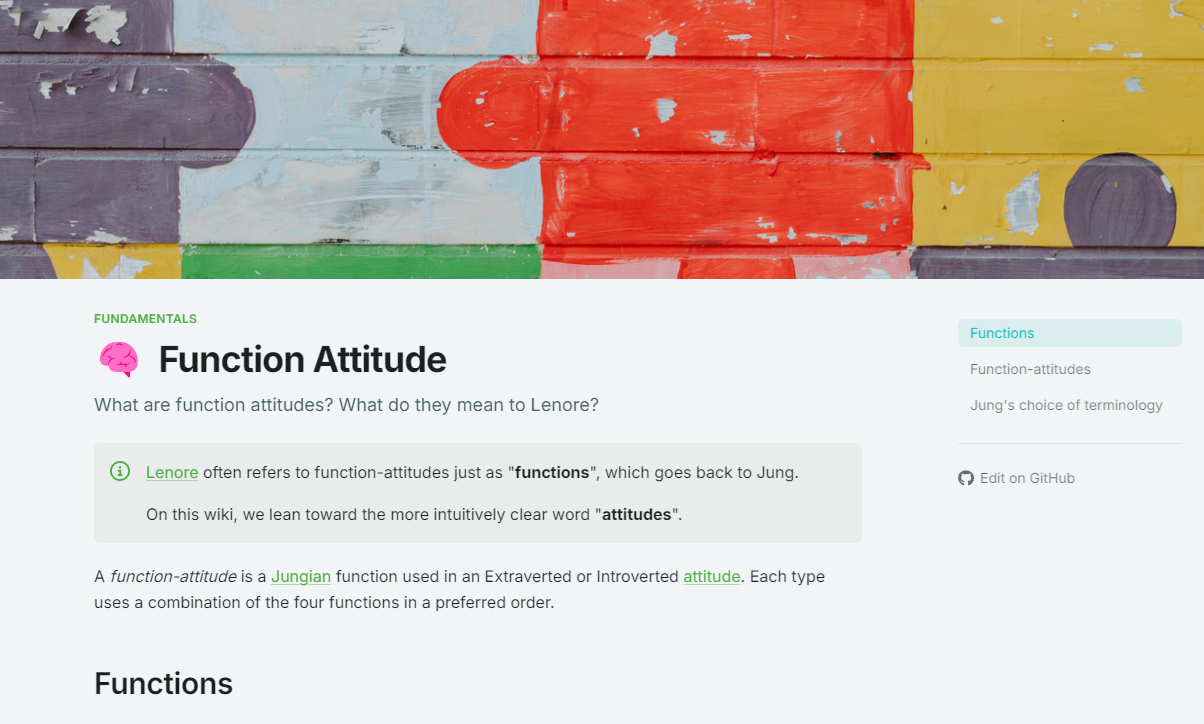 FUNDAMENTALS
Function Attitude
What are function attitudes? What do they mean to Lenore?
Lenore often refers to function-attitudes just as "functions", which goes back to Jung.
On this wiki, we lean toward the more intuitively clear word "attitudes".
A function-attitude is a Jungian function used in an Extraverted or Introverted attitude. Each type
uses a combination of the four functions in a preferred order.
Functions
Functions
Function-attitudes
Jung's choice of terminology
Edit on GitHub